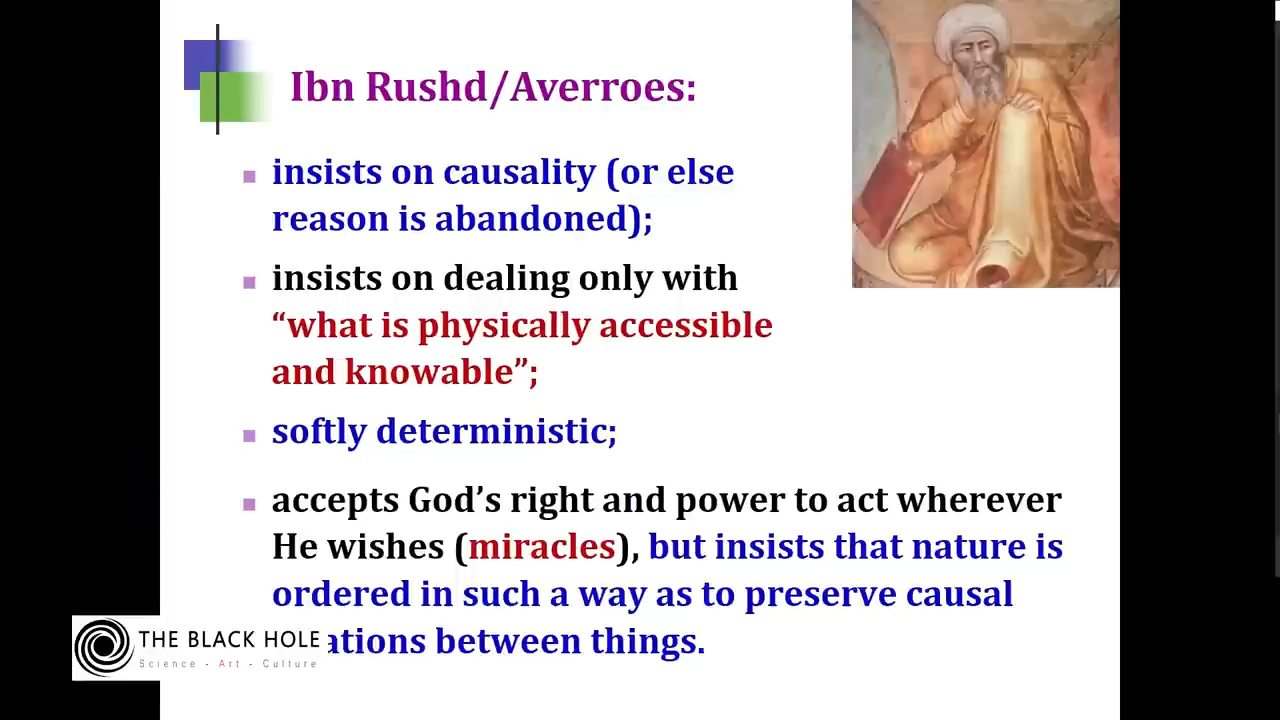 Ibn Rushd/Averroes:
insists on causality (or else
reason is abandoned);
insists on dealing only with
“what is physically accessible
and knowable”;
softly deterministic;
accepts God’s right and power to act wherever
He wishes (miracles), but insists that nature is
ordered in such a way as to preserve causal
ations between things.
THE BLACK HOLE
Science - Art - Culture